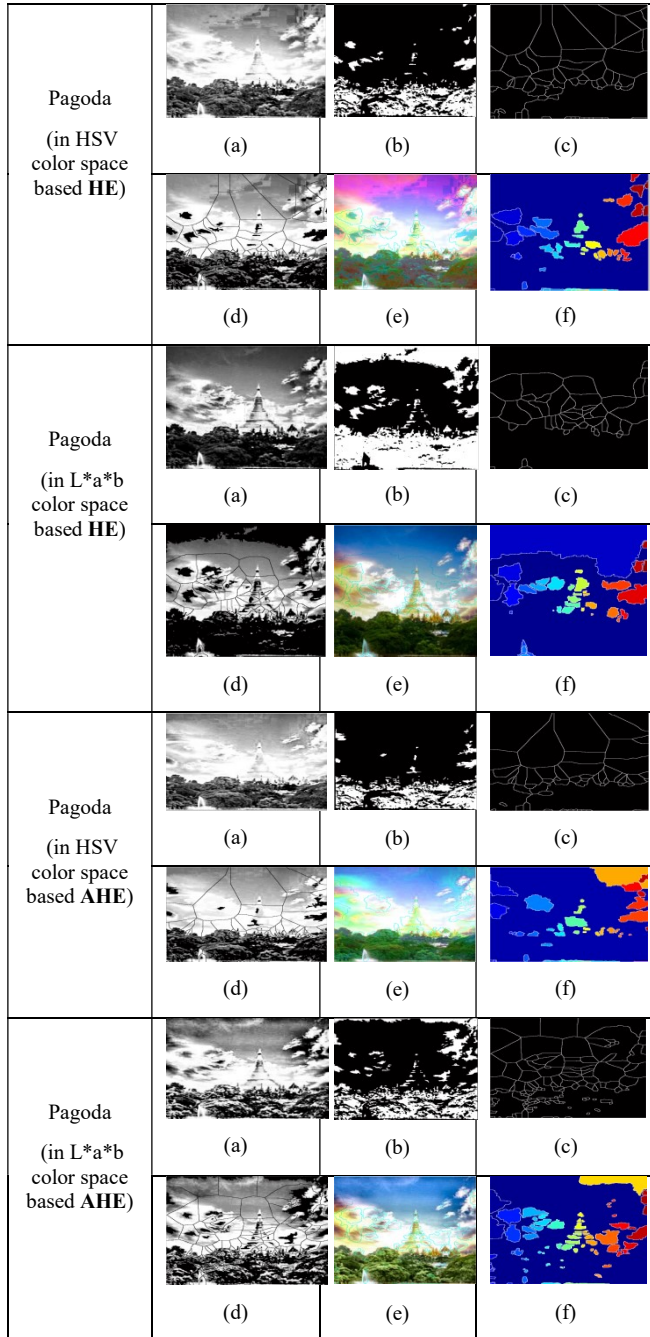 Pagoda
(in HSV
color space
based HE)
(a)
(b)
(c)
(d)
(e)
(f)
Pagoda
(in L*a*b
color space
based HE)
(a)
(b)
(c)
(d)
(e)
(f)
Pagoda
(in HSV
color space
based AHE)
(a)
(b)
(c)
(d)
(e)
(f)
Pagoda
(in L*a*b
color space
based AHE)
(a)
(b)
(c)
(d)
(e)
(f)